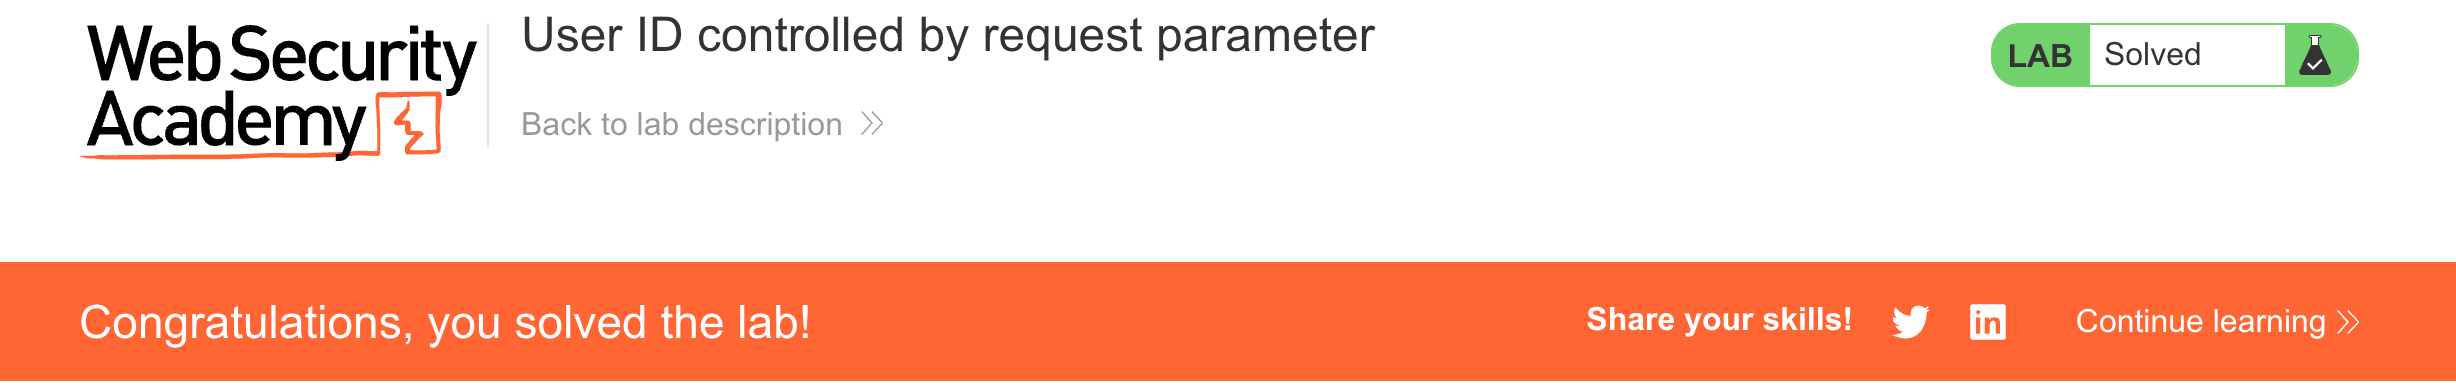 Web Security
Academy
User ID controlled by request parameter
Back to lab description
LAB Solved
Congratulations, you solved the lab!
Share your skills!
Continue learning